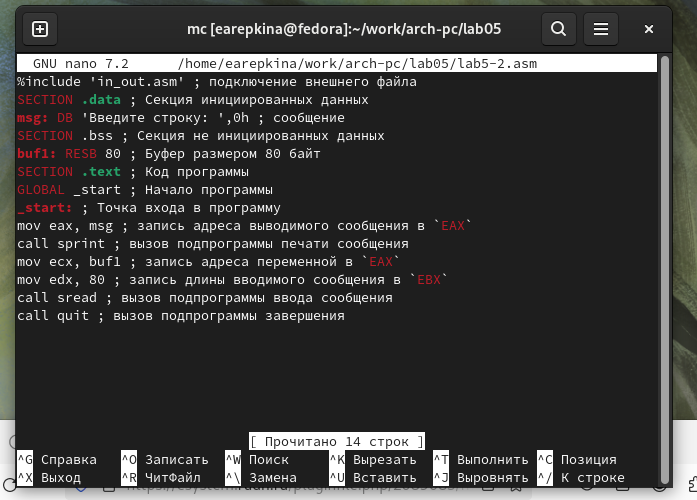 mc [earepkina@fedora]:~/work/arch-pc/lab05
GNU nano 7.2 /home/earepkina/work/arch-pc/lab05/lab5-2.asm
%include 'in_out.asm' ; подключение внешнего файла
SECTION .data ; Секция инициированных данных
msg: DB 'Введите строку: ',0h ; сообщение
SECTION .bss ; Секция не инициированных данных
buf1: RESB 80 ; Буфер размером 80 байт
SECTION .text ; Код программы
GLOBAL _start ; Начало программы
_start: ; Точка входа в программу
mov eax, msg ; запись адреса выводимого сообщения в `EAX`
call sprint ; вызов подпрограммы печати сообщения
mov ecx, buf1 ; запись адреса переменной в `EAX`
mov edx, 80 ; запись длины вводимого сообщения в `EBX`
call sread ; вызов подпрограммы ввода сообщения
call quit ; вызов подпрограммы завершения
[ Прочитано 14 строк ]
^G Справка ^O Записать ^W Поиск ^K Вырезать ^T Выполнить ^C Позиция
^X Выход ^R ЧитФайл ^\ Замена ^U Вставить ^J Выровнять ^/ К строке